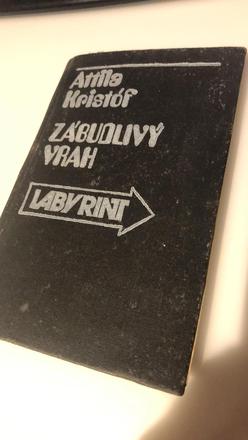 Attila
Kristóf
ZÁBUDLIVÝ
VRAH
LABYRINT